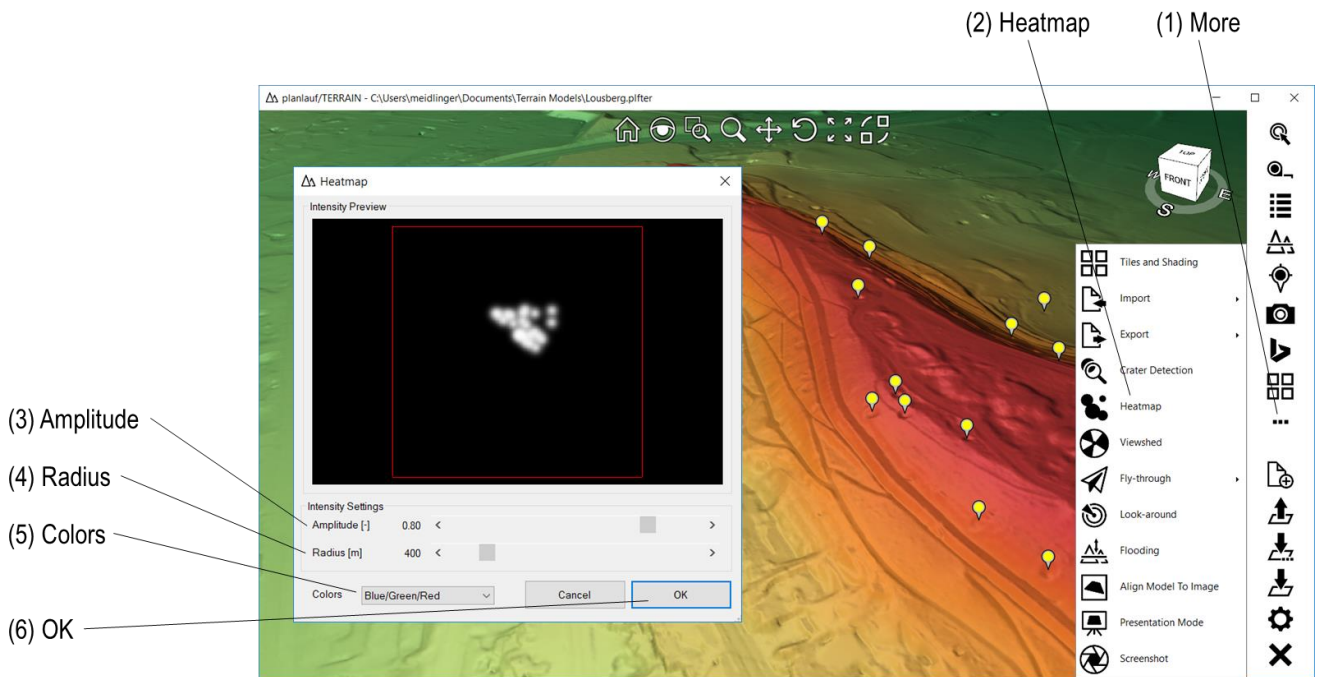 (2) Heatmap
(1) More
planlauf/TERRAIN - C:\Users\meidlinger\Documents\Terrain Models\Lousberg.plfter
Heatmap
Intensity Preview
TOP
FRONT
W
S
E
Tiles and Shading
Import
Export
Crater Detection
Heatmap
Viewshed
Fly-through
Look-around
Flooding
Align Model To Image
Presentation Mode
Screenshot
(3) Amplitude
(4) Radius
(5) Colors
(6) OK
Intensity Settings
Amplitude [-] 0.80
Radius [m] 400
Colors Blue/Green/Red Cancel OK